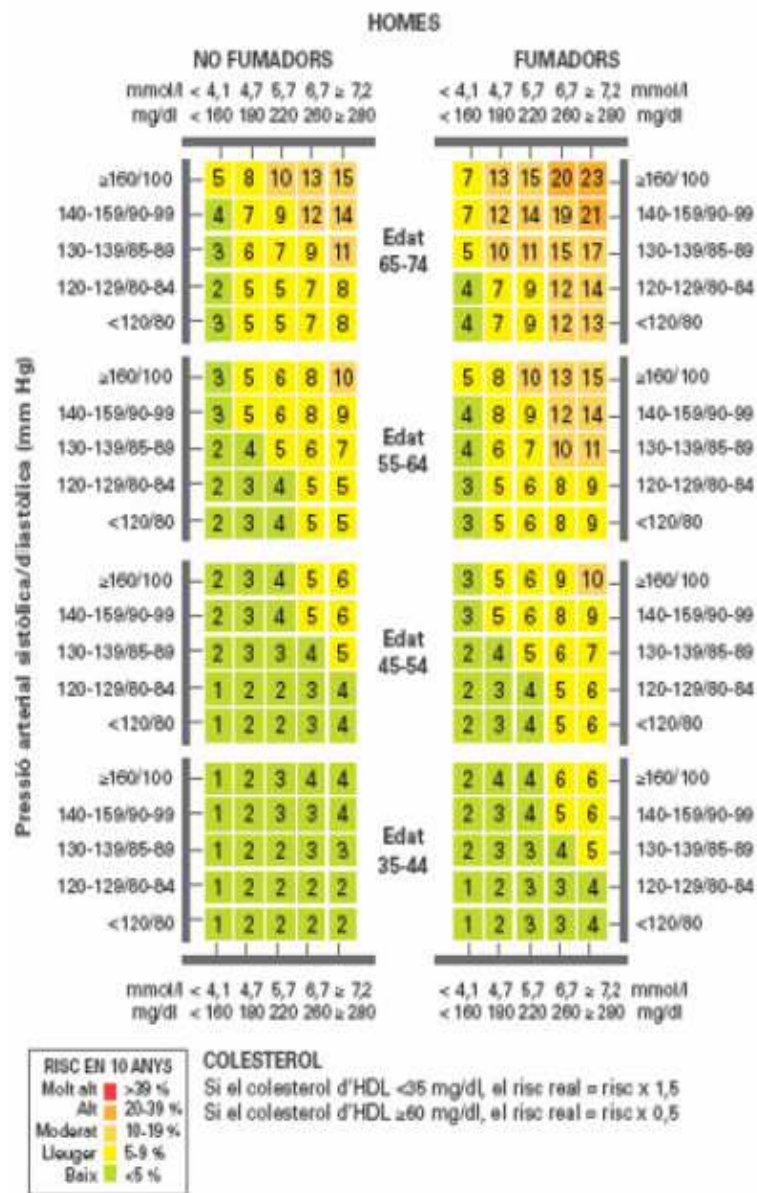 HOMES
NO FUMADORS FUMADORS
mmol/l < 4,1 4,7 5,7 6,7 ≥ 7,2 < 4,1 4,7 5,7 6,7 ≥ 7,2 mmol/l
mg/dl < 160 180 220 260 ≥ 280 < 160 180 220 260 ≥ 280 mg/dl
Pressió arterial sistòlica/diiastòlica (mm Hg)
≥160/100 5 8 10 13 15 7 13 15 20 23 ≥160/100
140-159/90-99 4 7 9 12 14 7 12 14 19 21 140-159/90-99
130-139/85-89 3 6 7 9 11 Edat 65-74 5 10 11 15 17 130-139/85-89
120-129/80-84 2 5 5 7 8 4 7 9 12 14 120-129/80-84
<120/80 3 5 5 7 8 4 7 9 12 13 <120/80
≥160/100 3 5 6 8 10 5 8 10 13 15 ≥160/100
140-159/90-99 3 5 6 8 9 4 8 9 12 14 140-159/90-99
130-139/85-89 2 4 5 6 7 Edat 55-64 4 6 7 10 11 130-139/85-89
120-129/80-84 2 3 4 5 5 3 5 6 8 9 120-129/80-84
<120/80 2 3 4 5 5 3 5 6 8 9 <120/80
≥160/100 2 3 4 5 6 3 5 6 9 10 ≥160/100
140-159/90-99 2 3 4 5 6 3 5 6 8 9 140-159/90-99
130-139/85-89 2 3 3 4 5 Edat 45-54 2 4 5 6 7 130-139/85-89
120-129/80-84 1 2 2 3 4 2 3 4 5 6 120-129/80-84
<120/80 1 2 2 3 4 2 3 4 5 6 <120/80
≥160/100 1 2 3 4 4 2 4 4 6 6 ≥160/100
140-159/90-99 1 2 3 3 4 2 3 4 5 6 140-159/90-99
130-139/85-89 1 2 2 3 3 Edat 35-44 2 3 3 4 5 130-139/85-89
120-129/80-84 1 2 2 2 2 1 2 3 3 4 120-129/80-84
<120/80 1 2 2 2 2 1 2 3 3 4 <120/80
mmol/l < 4,1 4,7 5,7 6,7 ≥ 7,2 < 4,1 4,7 5,7 6,7 ≥ 7,2 mmol/l
mg/dl < 160 180 220 260 ≥ 280 < 160 180 220 260 ≥ 280 mg/dl
RISC EN 10 ANYS
Molt alt >39 %
Alt 20-39 %
Moderat 10-19 %
Lleuger 5-9 %
Baix <5 %
COLESTEROL
Si el colesterol d'HDL <35 mg/dl, el risc real = risc x 1,5
Si el colesterol d'HDL ≥60 mg/dl, el risc real = risc x 0,5